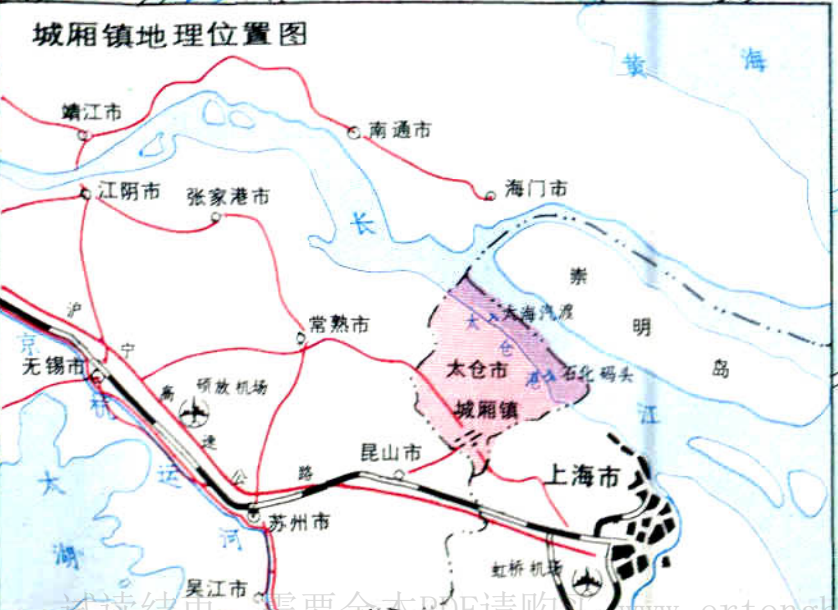 城厢镇地理位置图
黄海
靖江市
南通市
江阴市
张家港市
海门市
长
崇
明
岛
沪
宁
高
速
公
路
常熟市
太海汽渡
太
仓
港
石化码头
太仓市
城厢镇
江
京
杭
运
河
无锡市
硕放机场
昆山市
上海市
太
湖
苏州市
虹桥机场
吴江市